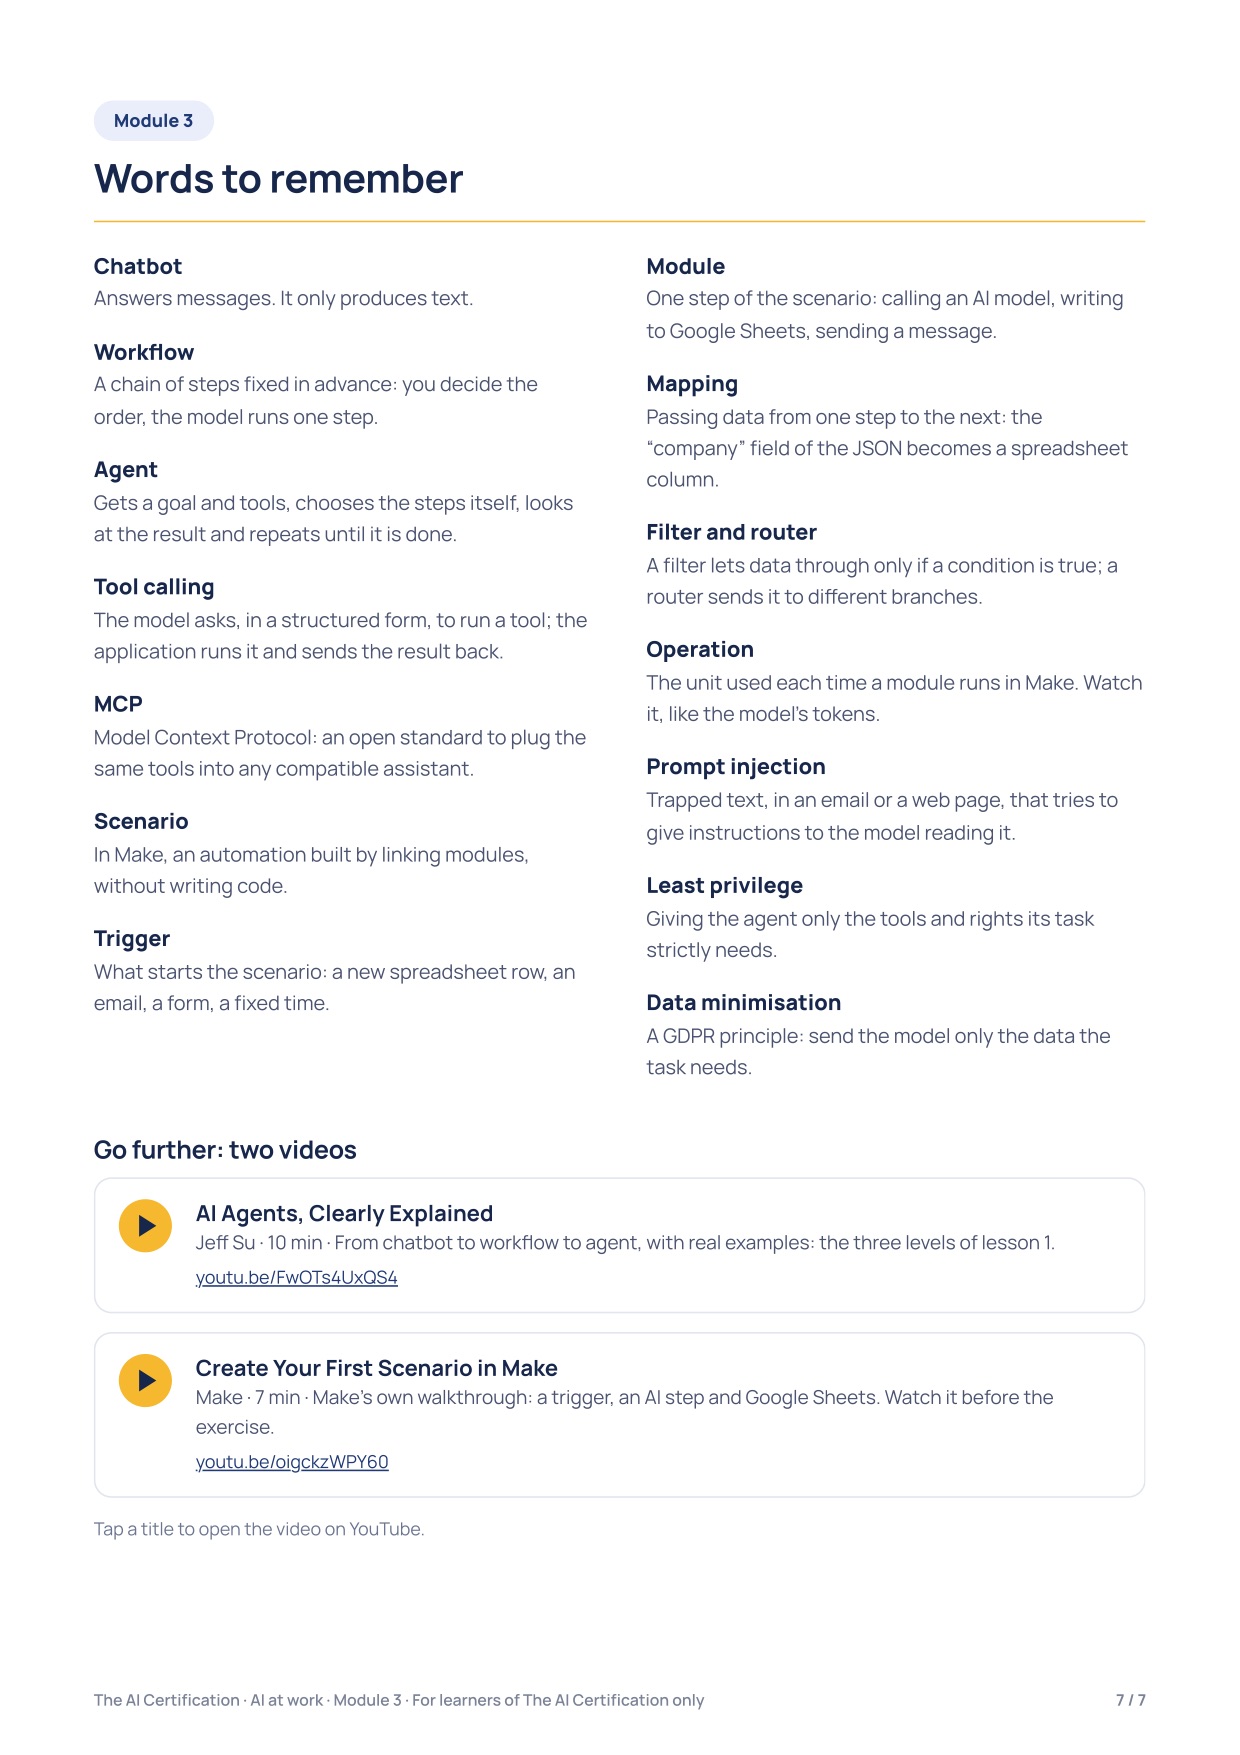 Module 3
Words to remember
Chatbot
Answers messages. It only produces text.
Workflow
A chain of steps fixed in advance: you decide the
order, the model runs one step.
Agent
Gets a goal and tools, chooses the steps itself, looks
at the result and repeats until it is done.
Tool calling
The model asks, in a structured form, to run a tool; the
application runs it and sends the result back.
MCP
Model Context Protocol: an open standard to plug the
same tools into any compatible assistant.
Scenario
In Make, an automation built by linking modules,
without writing code.
Trigger
What starts the scenario: a new spreadsheet row, an
email, a form, a fixed time.
Module
One step of the scenario: calling an AI model, writing
to Google Sheets, sending a message.
Mapping
Passing data from one step to the next: the
“company” field of the JSON becomes a spreadsheet
column.
Filter and router
A filter lets data through only if a condition is true; a
router sends it to different branches.
Operation
The unit used each time a module runs in Make. Watch
it, like the model’s tokens.
Prompt injection
Trapped text, in an email or a web page, that tries to
give instructions to the model reading it.
Least privilege
Giving the agent only the tools and rights its task
strictly needs.
Data minimisation
A GDPR principle: send the model only the data the
task needs.
Go further: two videos
AI Agents, Clearly Explained
Jeff Su · 10 min · From chatbot to workflow to agent, with real examples: the three levels of lesson 1.
youtu.be/FwOTs4UxQS4
Create Your First Scenario in Make
Make · 7 min · Make’s own walkthrough: a trigger, an AI step and Google Sheets. Watch it before the
exercise.
youtu.be/oigckzWPY60
Tap a title to open the video on YouTube.
The AI Certification · AI at work · Module 3 · For learners of The AI Certification only
7 / 7